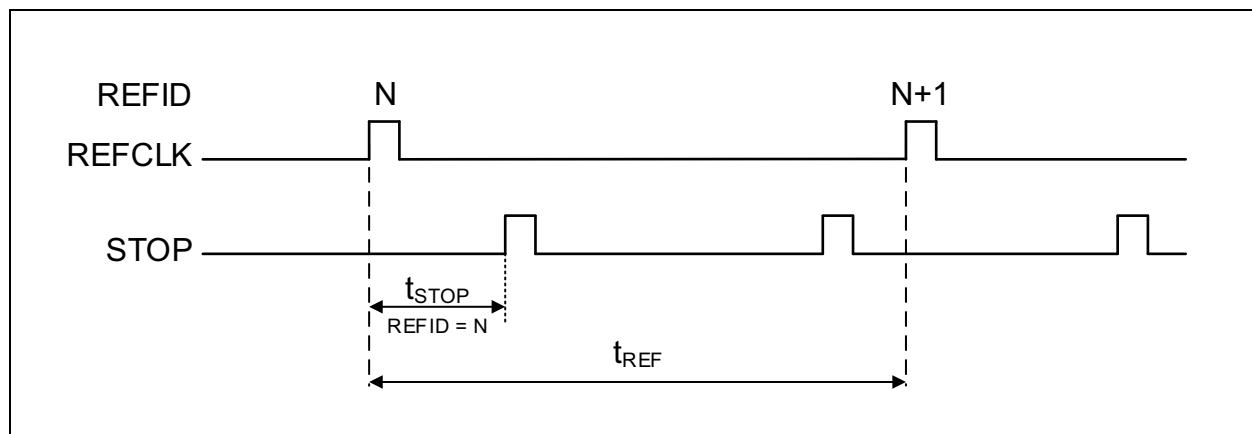 REFID N N+1
REFCLK
STOP
tSTOP
REFID = N
tREF